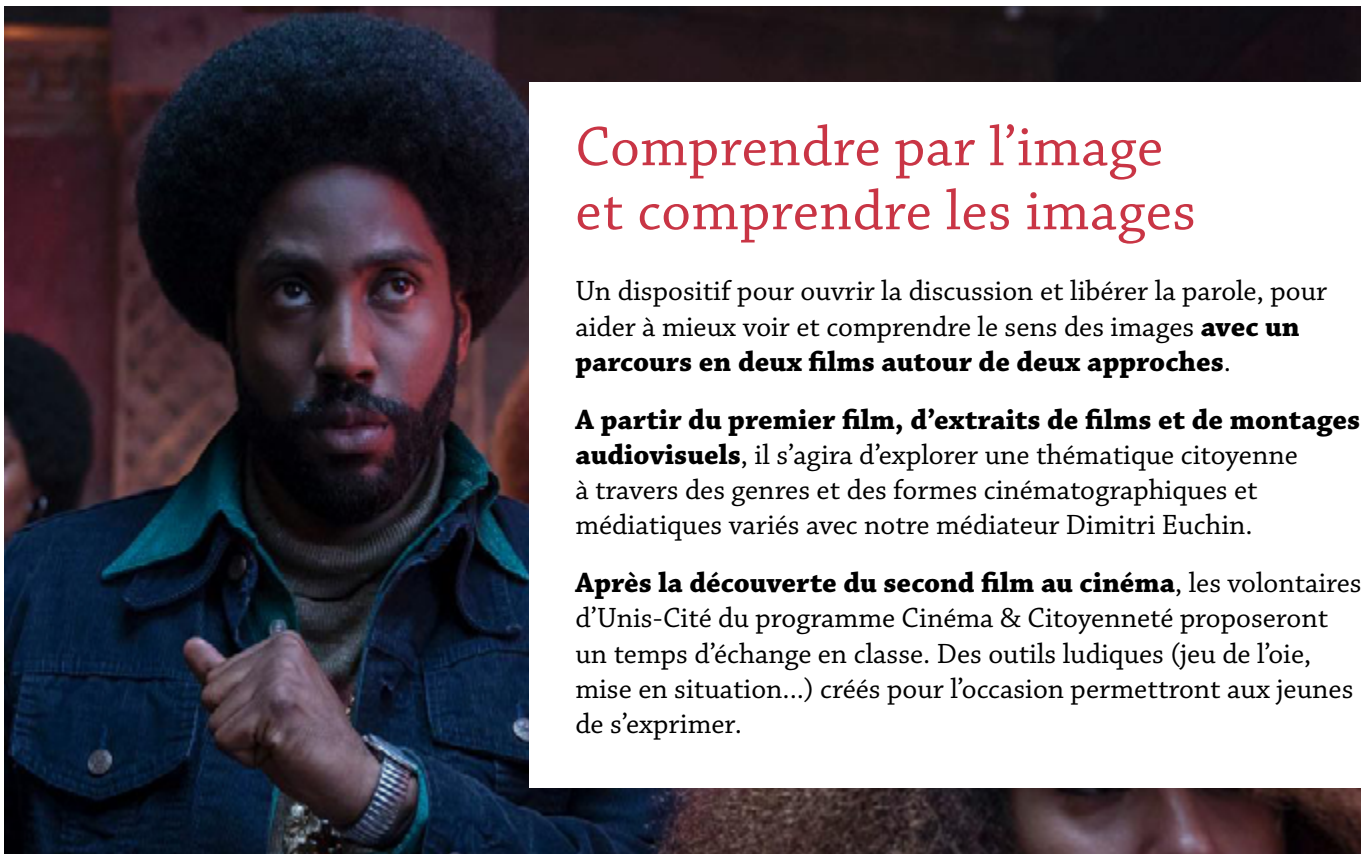 Comprendre par l’image
et comprendre les images
Un dispositif pour ouvrir la discussion et libérer la parole, pour
aider à mieux voir et comprendre le sens des images avec un
parcours en deux films autour de deux approches.
A partir du premier film, d’extraits de films et de montages
audiovisuels, il s’agira d’explorer une thématique citoyenne
à travers des genres et des formes cinématographiques et
médiatiques variés avec notre médiateur Dimitri Euchin.
Après la découverte du second film au cinéma, les volontaires
d’Unis-Cité du programme Cinéma & Citoyenneté proposeront
un temps d’échange en classe. Des outils ludiques (jeu de l’oie,
mise en situation...) créés pour l’occasion permettront aux jeunes
de s’exprimer.